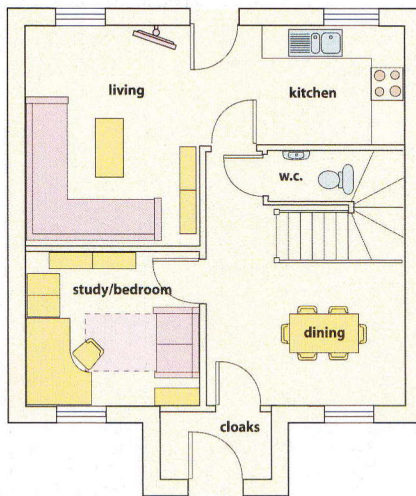 living
kitchen
w.c.
study/bedroom
dining
cloaks